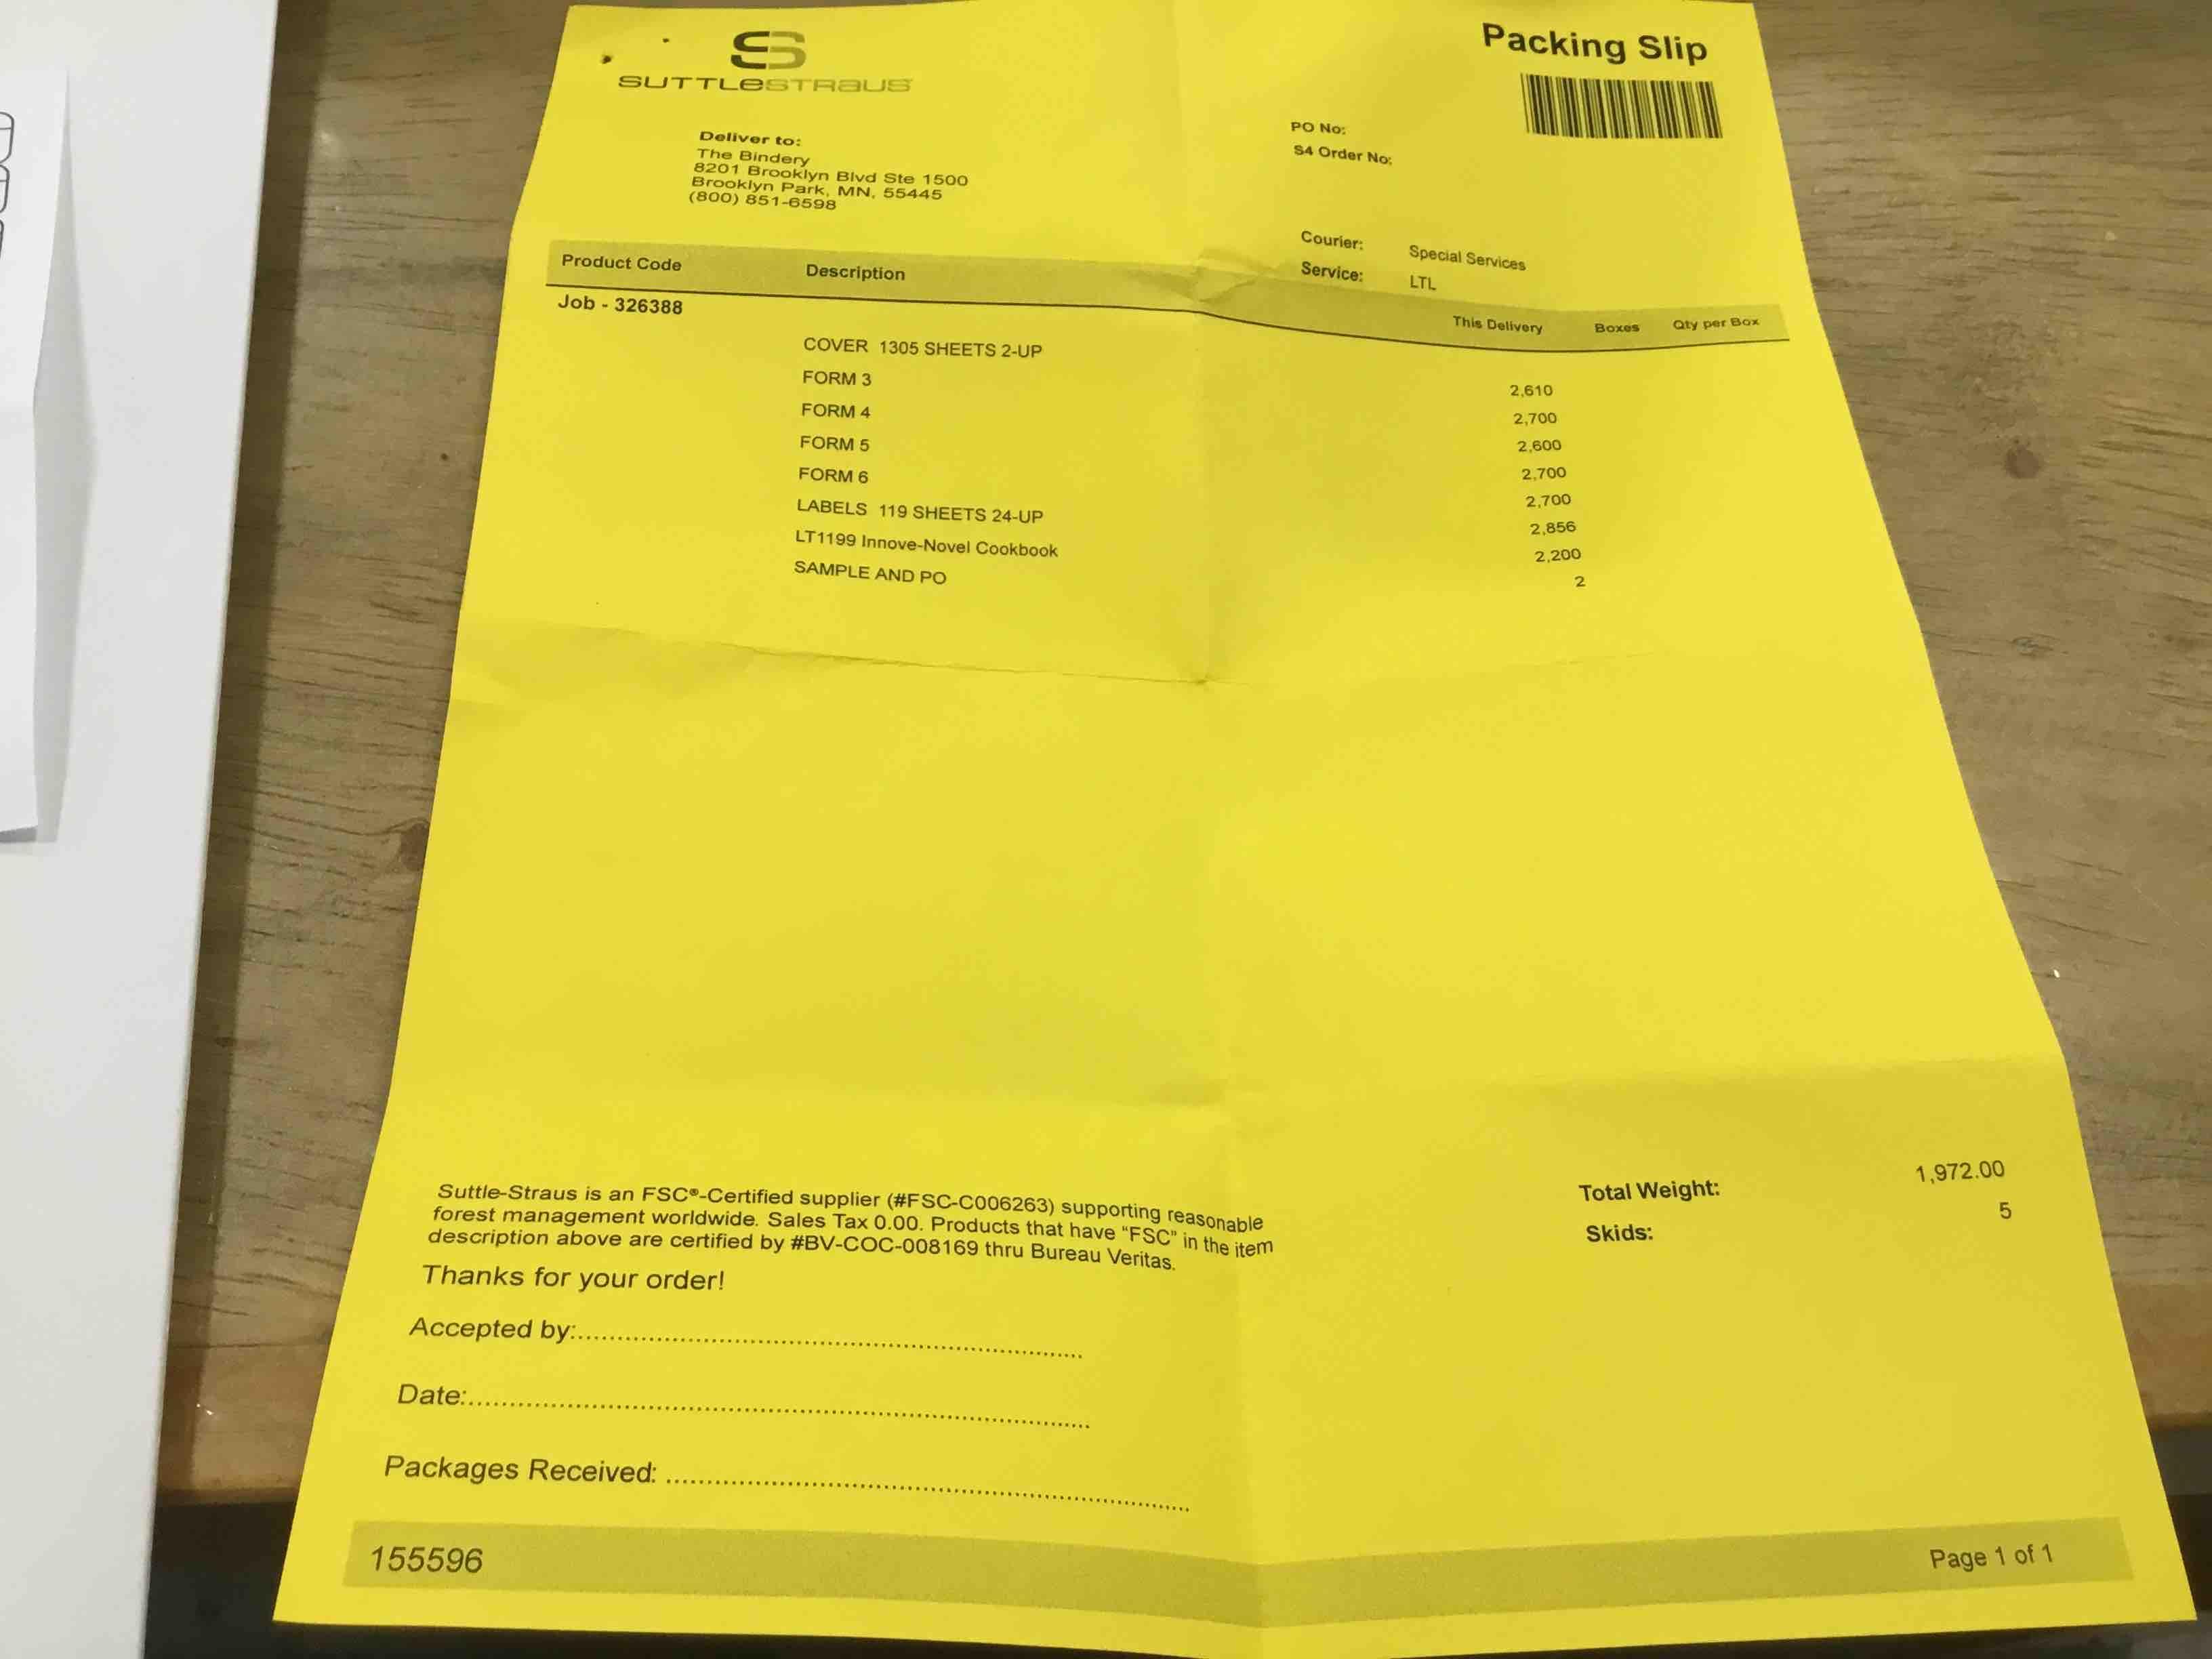 SUTTLESTRAUS
Packing Slip
Deliver to:
The Bindery
8201 Brooklyn Blvd Ste 1500
Brooklyn Park, MN, 55445
(800) 851-6598
PO No:
S4 Order No:
Courier: Special Services
Service: LTL
Product Code Description This Delivery Boxes Qty per Box
Job - 326388
COVER 1305 SHEETS 2-UP 2,610
FORM 3 2,700
FORM 4 2,600
FORM 5 2,700
FORM 6 2,700
LABELS 119 SHEETS 24-UP 2,856
LT1199 Innove-Novel Cookbook 2,200
SAMPLE AND PO 2
Suttle-Straus is an FSC®-Certified supplier (#FSC-C006263) supporting reasonable
forest management worldwide. Sales Tax 0.00. Products that have "FSC" in the item
description above are certified by #BV-COC-008169 thru Bureau Veritas.
Thanks for your order!
Total Weight: 1,972.00
Skids: 5
Accepted by:
Date:
Packages Received:
155596
Page 1 of 1